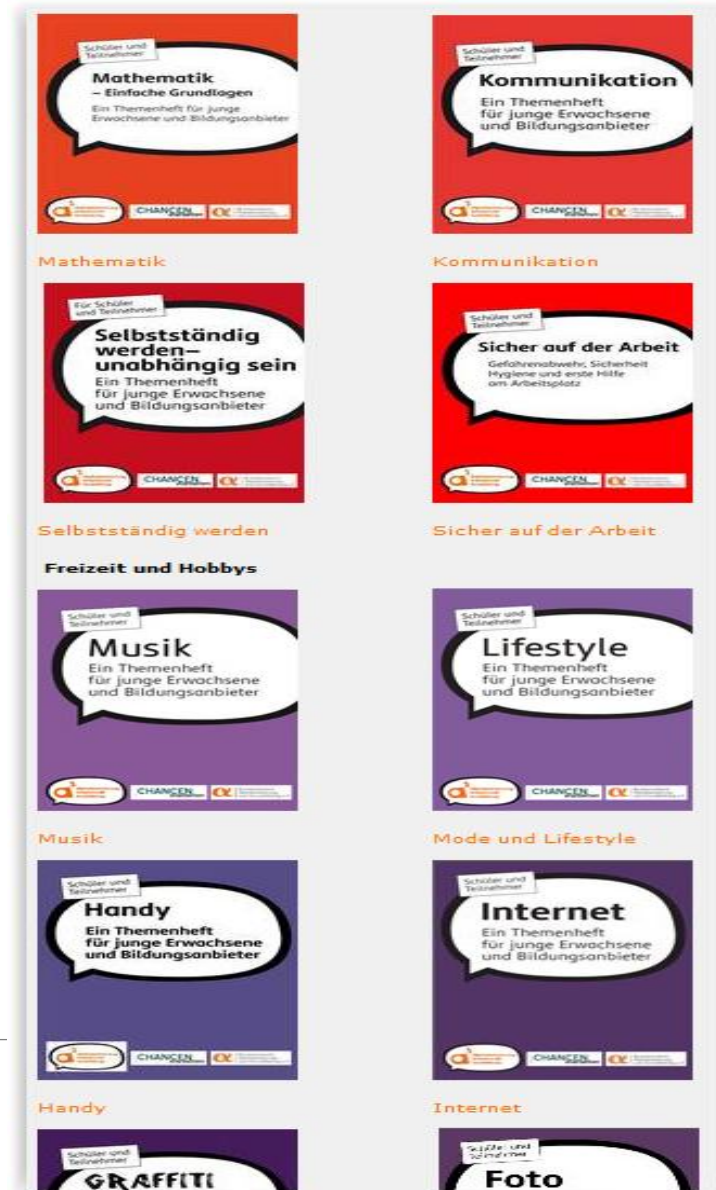 Schüler und
Teilnehmer
Mathematik
– Einfache Grundlagen
Ein Themenheft für junge
Erwachsene und Bildungsanbieter
CHANCEN
Mathematik
Schüler und
Teilnehmer
Kommunikation
Ein Themenheft
für junge Erwachsene
und Bildungsanbieter
CHANCEN
Kommunikation
Für Schüler
und Teilnehmer
Selbstständig
werden–
unabhängig sein
Ein Themenheft
für junge Erwachsene
und Bildungsanbieter
CHANCEN
Selbstständig werden
Schüler und
Teilnehmer
Sicher auf der Arbeit
Gefahrenabwehr, Sicherheit
Hygiene und erste Hilfe
am Arbeitsplatz
CHANCEN
Sicher auf der Arbeit
Freizeit und Hobbys
Schüler und
Teilnehmer
Musik
Ein Themenheft
für junge Erwachsene
und Bildungsanbieter
CHANCEN
Musik
Schüler und
Teilnehmer
Lifestyle
Ein Themenheft
für junge Erwachsene
und Bildungsanbieter
CHANCEN
Mode und Lifestyle
Schüler und
Teilnehmer
Handy
Ein Themenheft
für junge Erwachsene
und Bildungsanbieter
CHANCEN
Handy
Schüler und
Teilnehmer
Internet
Ein Themenheft
für junge Erwachsene
und Bildungsanbieter
CHANCEN
Internet
Schüler und
Teilnehmer
GRAFFITI
Schüler und
Teilnehmer
Foto